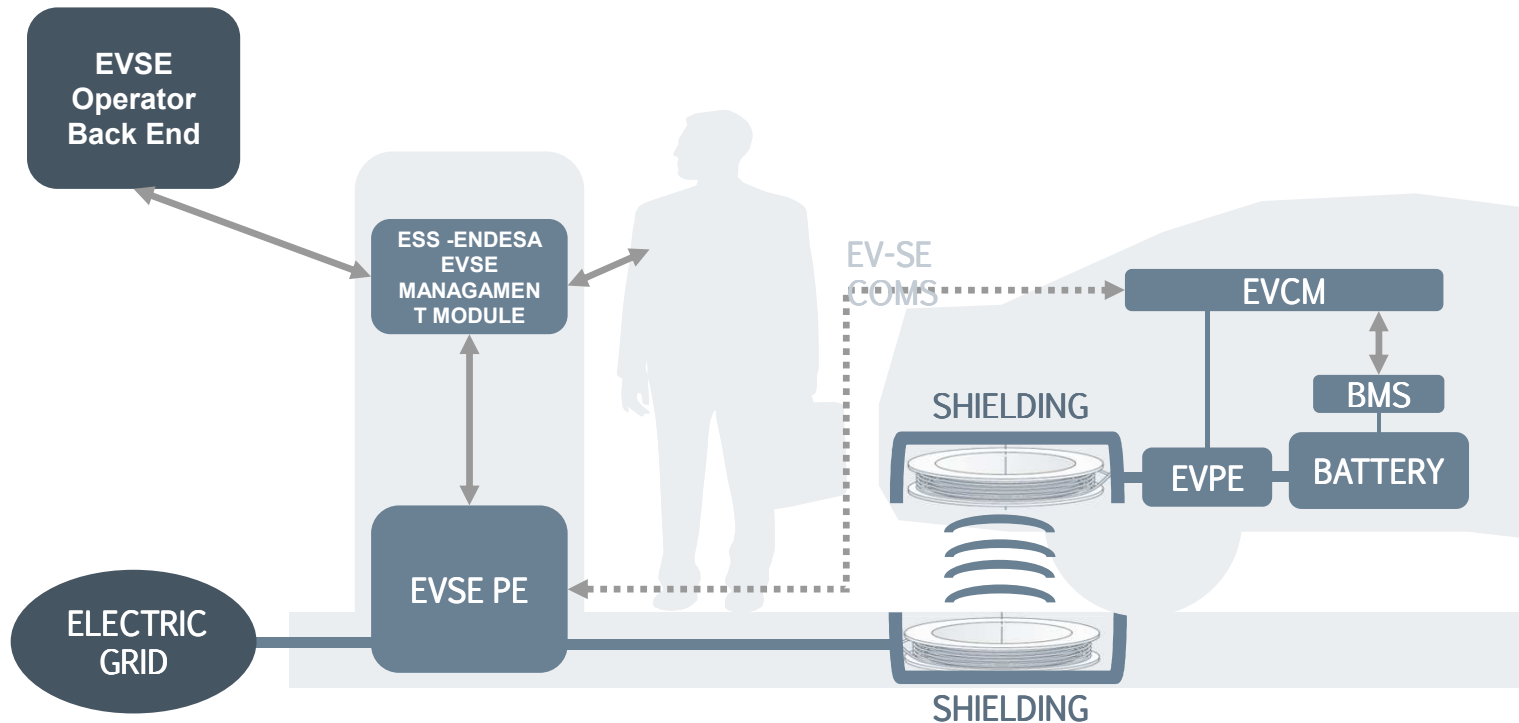 EVSE
Operator
Back End
ESS -ENDESA
EVSE
MANAGAMEN
T MODULE
EV-SE
COMS
EVCM
BMS
SHIELDING
EVPE
BATTERY
EVSE PE
ELECTRIC
GRID
SHIELDING